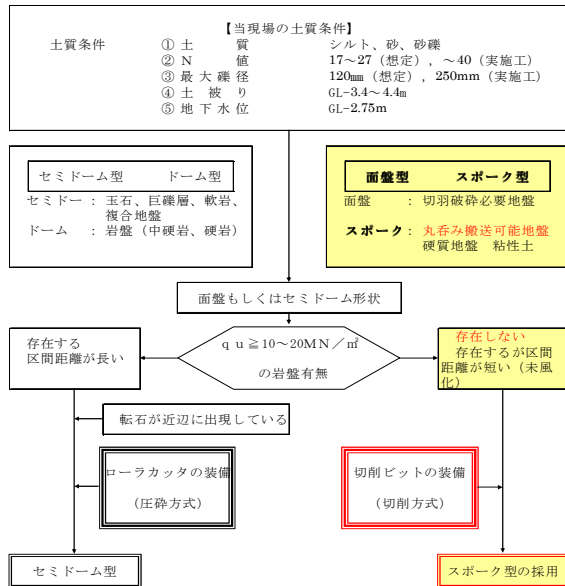 【当現場の土質条件】
土質条件 ① 土質 シルト、砂、砂礫
② N値 17~27（想定）, ~40（実施工）
③ 最大礫径 120㎜（想定）, 250mm（実施工）
④ 土被り GL-3.4~4.4m
⑤ 地下水位 GL-2.75m
セミドーム型 ドーム型
セミドー : 玉石、巨礫層、軟岩、
複合地盤
ドーム : 岩盤（中硬岩、硬岩）
面盤型 スポーク型
面盤 : 切羽破砕必要地盤
スポーク : 丸呑み搬送可能地盤
硬質地盤 粘性土
面盤もしくはセミドーム形状
存在する
区間距離が長い
ｑｕ≧10~20MN／㎡
の岩盤有無
存在しない
存在するが区間
距離が短い（未風
化）
転石が近辺に出現している
ローラカッタの装備
（圧砕方式）
切削ビットの装備
（切削方式）
セミドーム型
スポーク型の採用